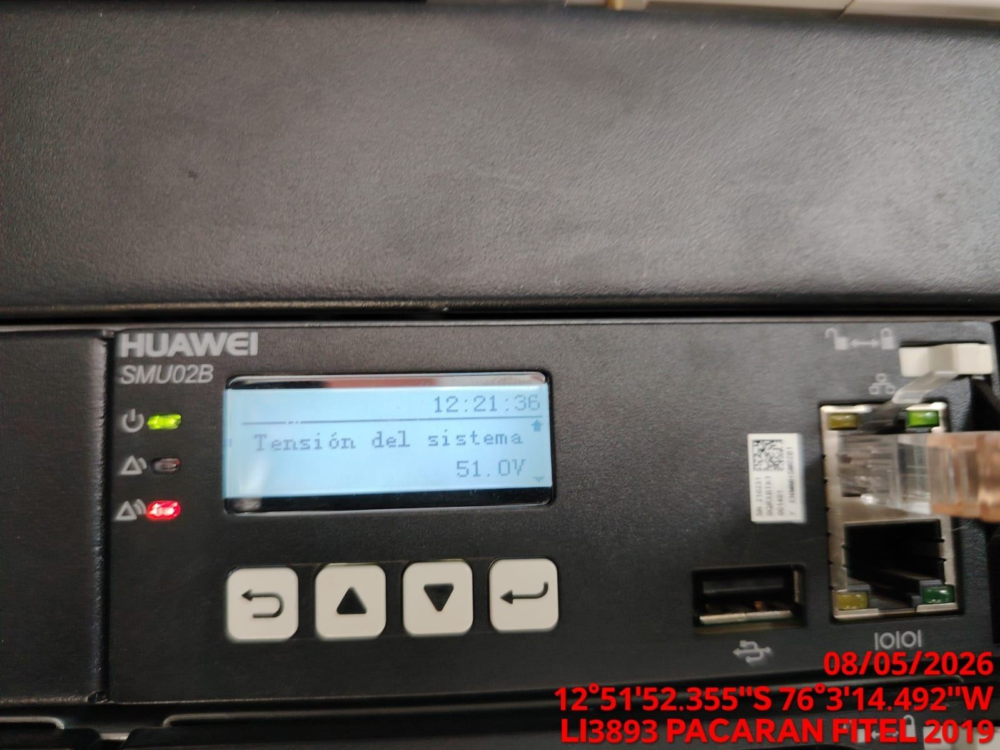 HUAWEI
SMU02B
12:21:36
Tensión del sistema
51.0V
IOIOI
08/05/2026
12°51'52.355"S 76°3'14.492"W
LI3893 PACARAN FITEL 2019